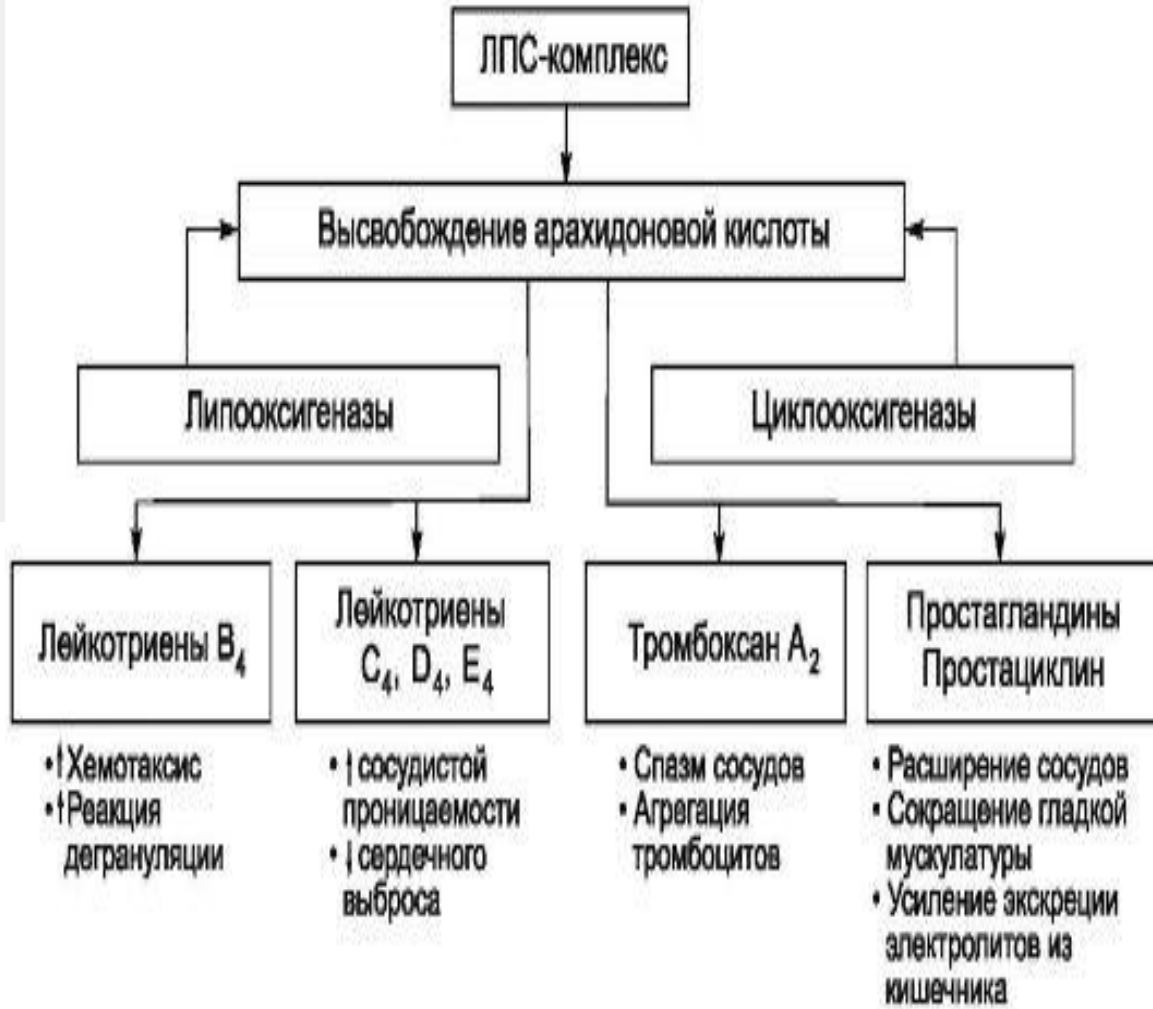 ЛПС-комплекс
Высвобождение арахидоновой кислоты
Липооксигеназы
Циклооксигеназы
Лейкотриены B₄
Лейкотриены
C₄, D₄, E₄
Тромбоксан A₂
Простагландины
Простациклин
• ↑ Хемотаксис
• ↑ Реакция
дегрануляции
• ↑ сосудистой
проницаемости
• ↓ сердечного
выброса
• Спазм сосудов
• Агрегация
тромбоцитов
• Расширение сосудов
• Сокращение гладкой
мускулатуры
• Усиление экскреции
электролитов из
кишечника